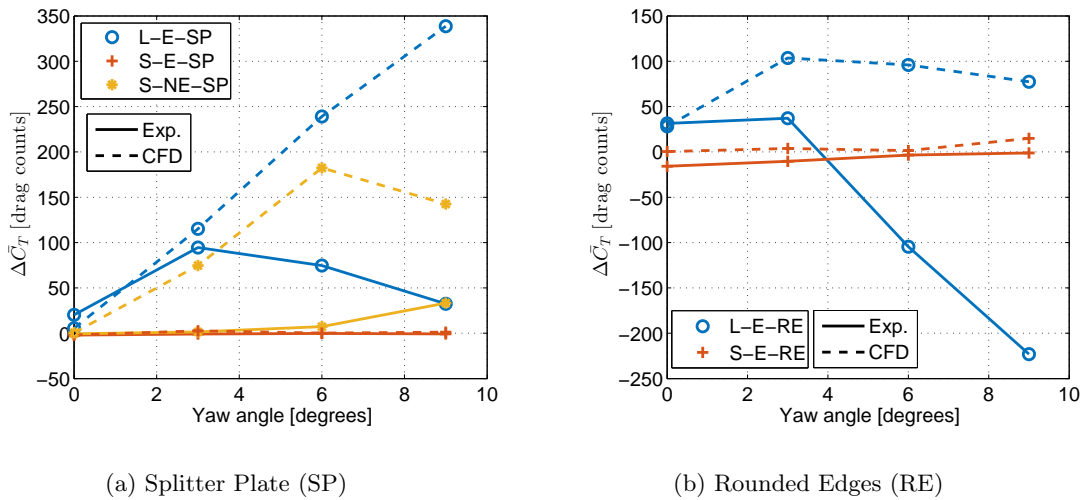 350
300
250
200
150
100
50
0
−50
0 2 4 6 8 10
Yaw angle [degrees]
ΔC̄_T [drag counts]
L−E−SP
S−E−SP
S−NE−SP
Exp.
CFD
(a) Splitter Plate (SP)
150
100
50
0
−50
−100
−150
−200
−250
0 2 4 6 8 10
Yaw angle [degrees]
ΔC̄_T [drag counts]
L−E−RE
S−E−RE
Exp.
CFD
(b) Rounded Edges (RE)